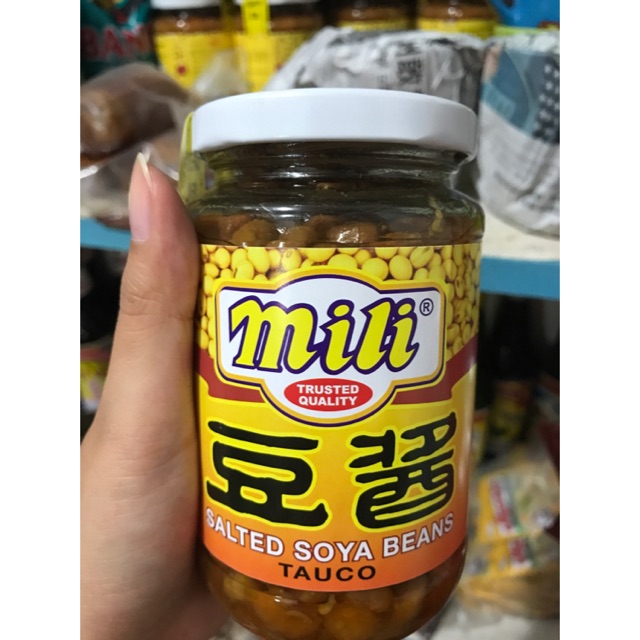 mili®
TRUSTED
QUALITY
豆醬
SALTED SOYA BEANS
TAUCO